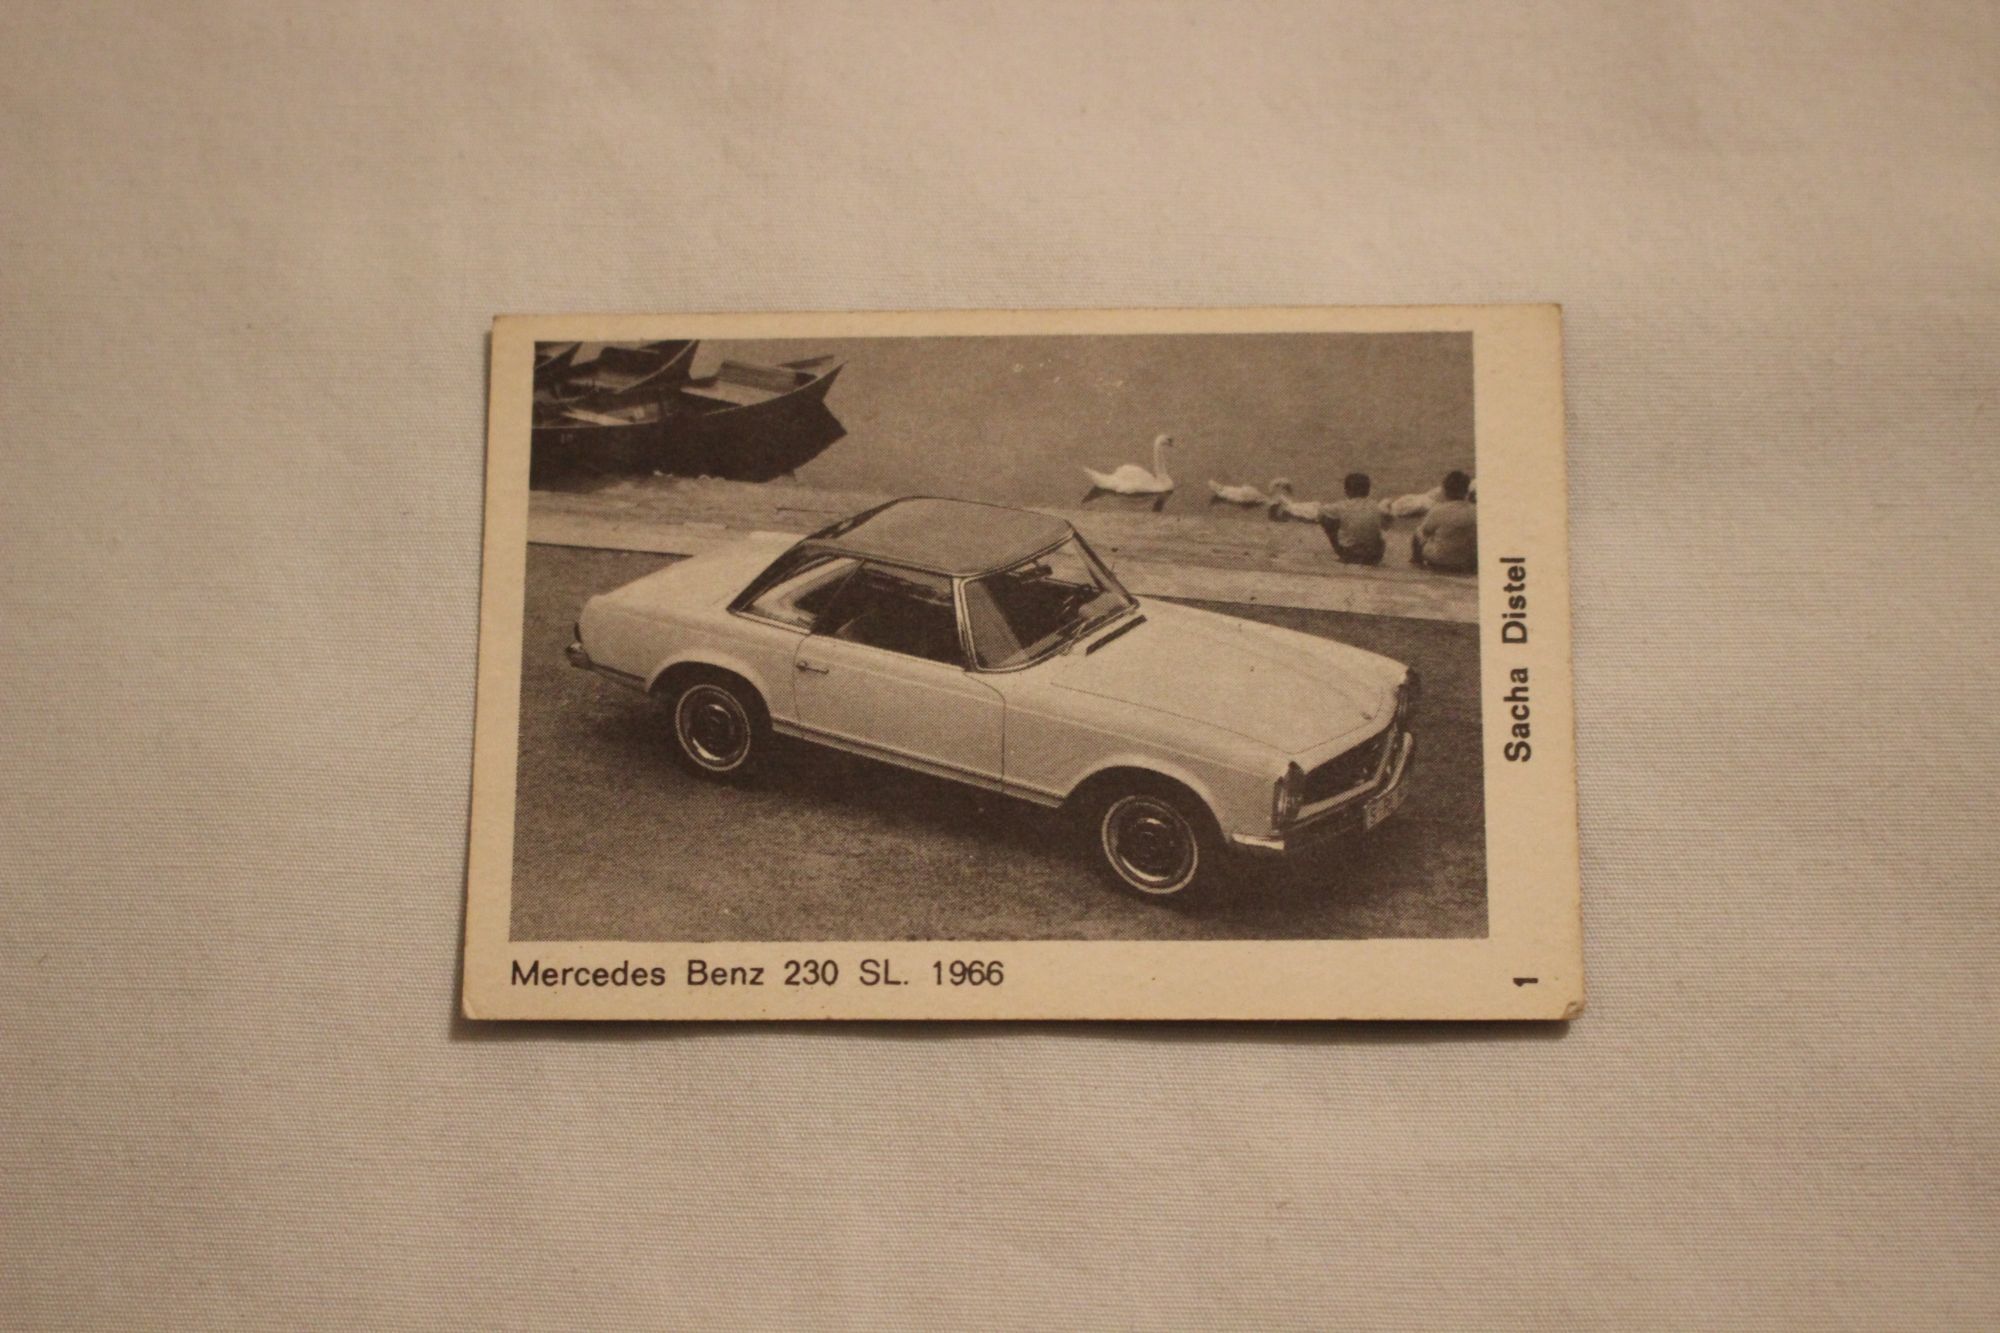 Mercedes Benz 230 SL. 1966
Sacha Distel
1